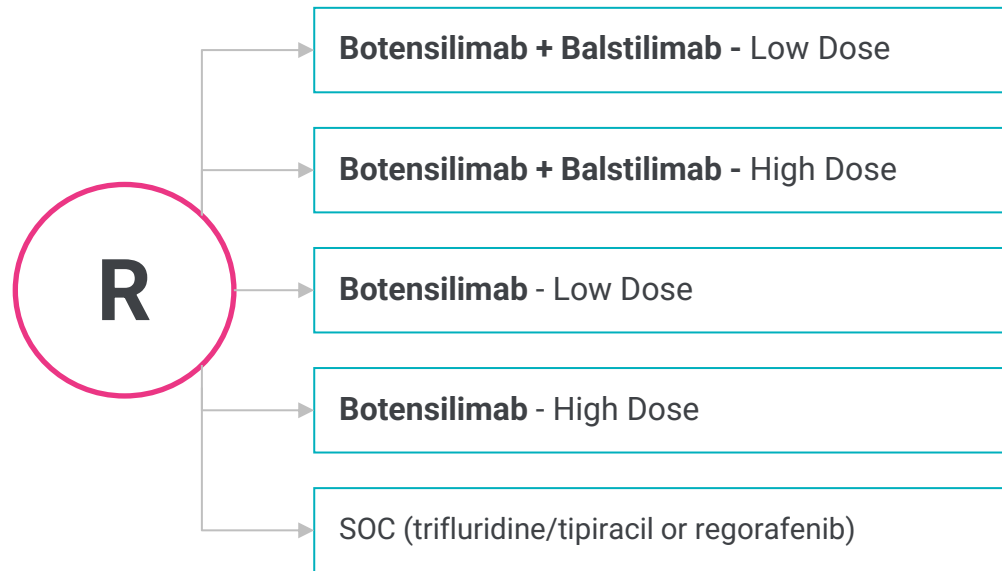 Botensilimab + Balstilimab - Low Dose
Botensilimab + Balstilimab - High Dose
R
Botensilimab - Low Dose
Botensilimab - High Dose
SOC (trifluridine/tipiracil or regorafenib)